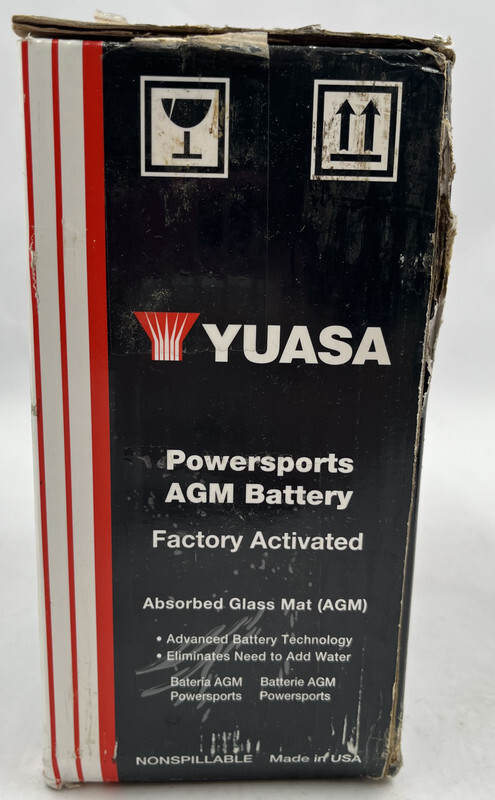 YUASA
Powersports
AGM Battery
Factory Activated
Absorbed Glass Mat (AGM)
• Advanced Battery Technology
• Eliminates Need to Add Water
Bateria AGM Batterie AGM
Powersports Powersports
NONSPILLABLE Made in USA